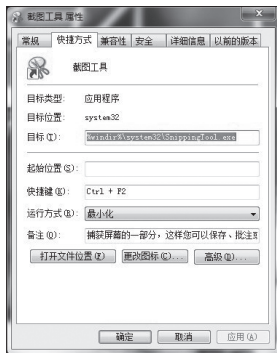 截图工具 属性
常规 快捷方式 兼容性 安全 详细信息 以前的版本
截图工具
目标类型： 应用程序
目标位置： system32
目标(T)： %windir%\system32\SnippingTool.exe
起始位置(S)：
快捷键(K)： Ctrl + F2
运行方式(R)： 最小化
备注(O)： 捕获屏幕的一部分，这样您可以保存、批注
打开文件位置(F) 更改图标(C)... 高级(D)...
确定 取消 应用(A)